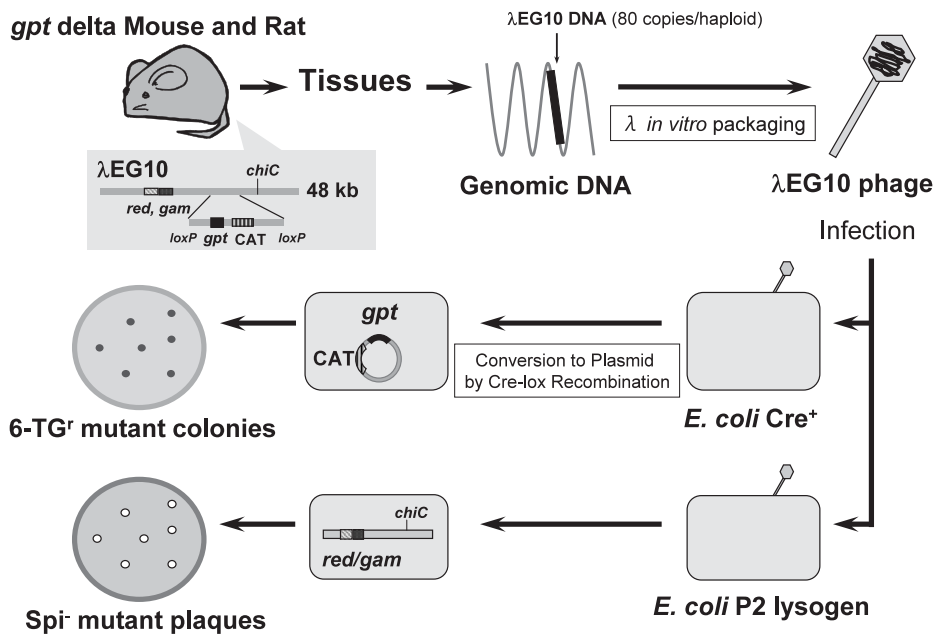 gpt delta Mouse and Rat
λEG10 DNA (80 copies/haploid)
Tissues
λ in vitro packaging
Genomic DNA
λEG10 phage
λEG10
chiC
48 kb
red, gam
loxP gpt CAT loxP
Infection
gpt
CAT
Conversion to Plasmid
by Cre-lox Recombination
6-TGʳ mutant colonies
E. coli Cre⁺
chiC
red/gam
Spi⁻ mutant plaques
E. coli P2 lysogen